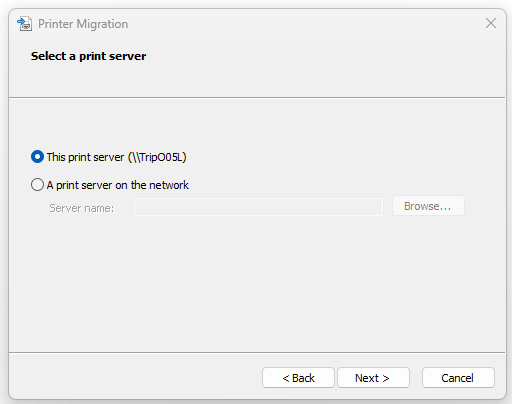 Printer Migration
Select a print server
This print server (\\TripO05L)
A print server on the network
Server name:
Browse...
< Back
Next >
Cancel